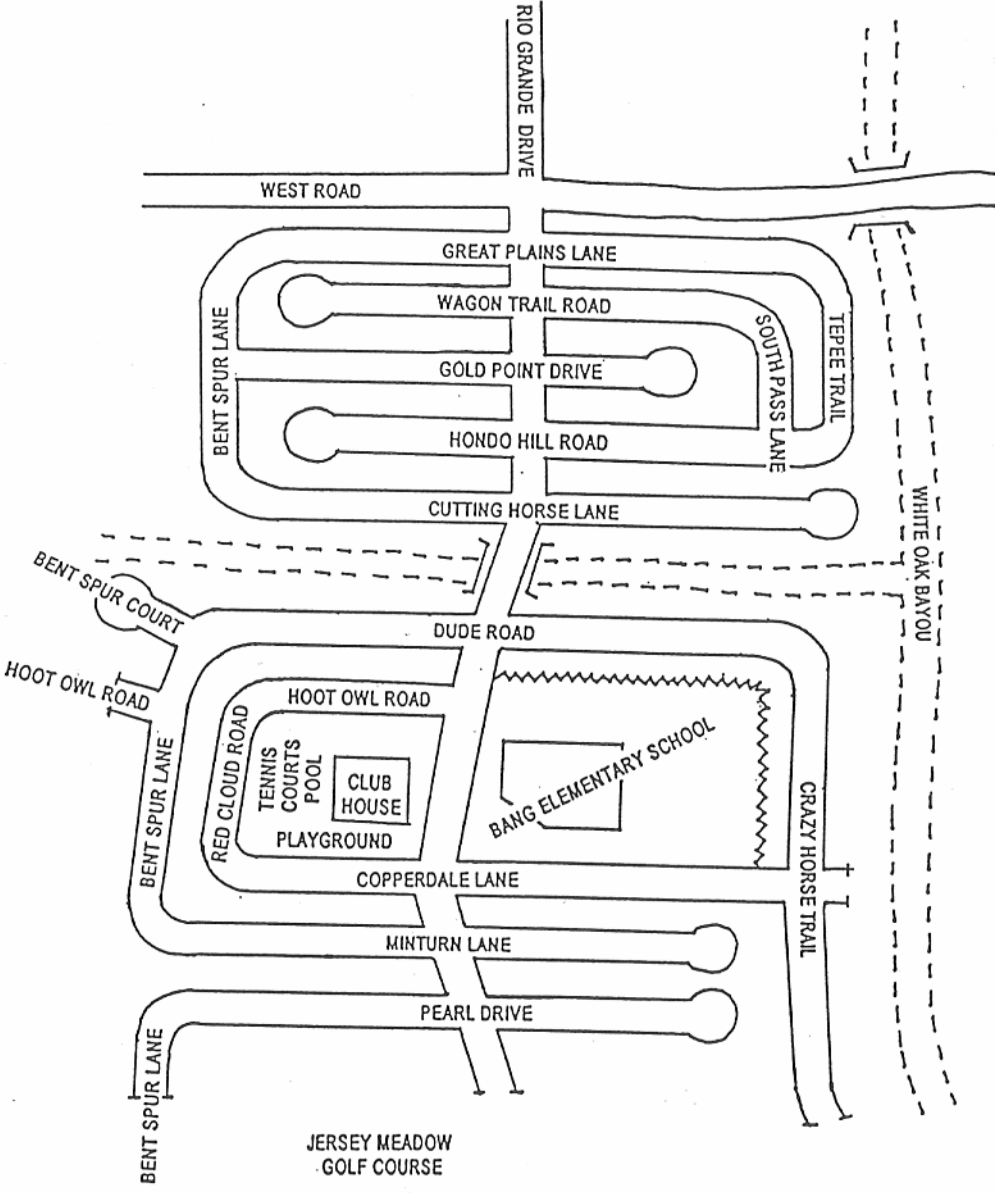 RIO GRANDE DRIVE
WEST ROAD
GREAT PLAINS LANE
WAGON TRAIL ROAD
SOUTH PASS LANE
TEPEE TRAIL
BENT SPUR LANE
GOLD POINT DRIVE
HONDO HILL ROAD
CUTTING HORSE LANE
WHITE OAK BAYOU
BENT SPUR COURT
DUDE ROAD
HOOT OWL ROAD
HOOT OWL ROAD
RED CLOUD ROAD
TENNIS
COURTS
POOL
CLUB
HOUSE
BANG ELEMENTARY SCHOOL
BENT SPUR LANE
PLAYGROUND
CRAZY HORSE TRAIL
COPPERDALE LANE
MINTURN LANE
PEARL DRIVE
BENT SPUR LANE
JERSEY MEADOW
GOLF COURSE